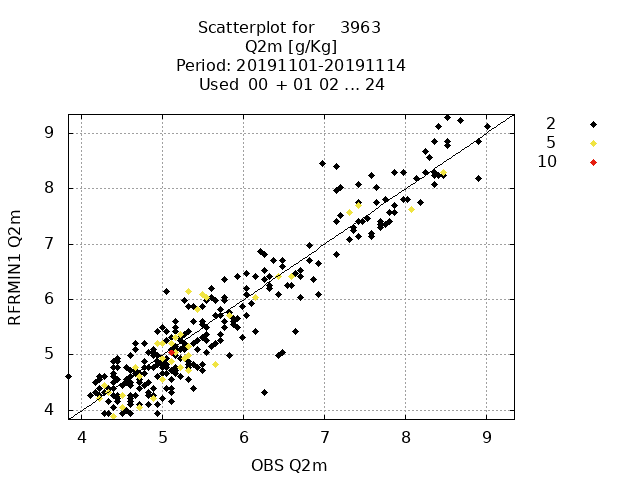 Scatterplot for 3963
Q2m [g/Kg]
Period: 20191101-20191114
Used 00 + 01 02 ... 24
2
5
10
RFRMIN1 Q2m
9
8
7
6
5
4
4 5 6 7 8 9
OBS Q2m